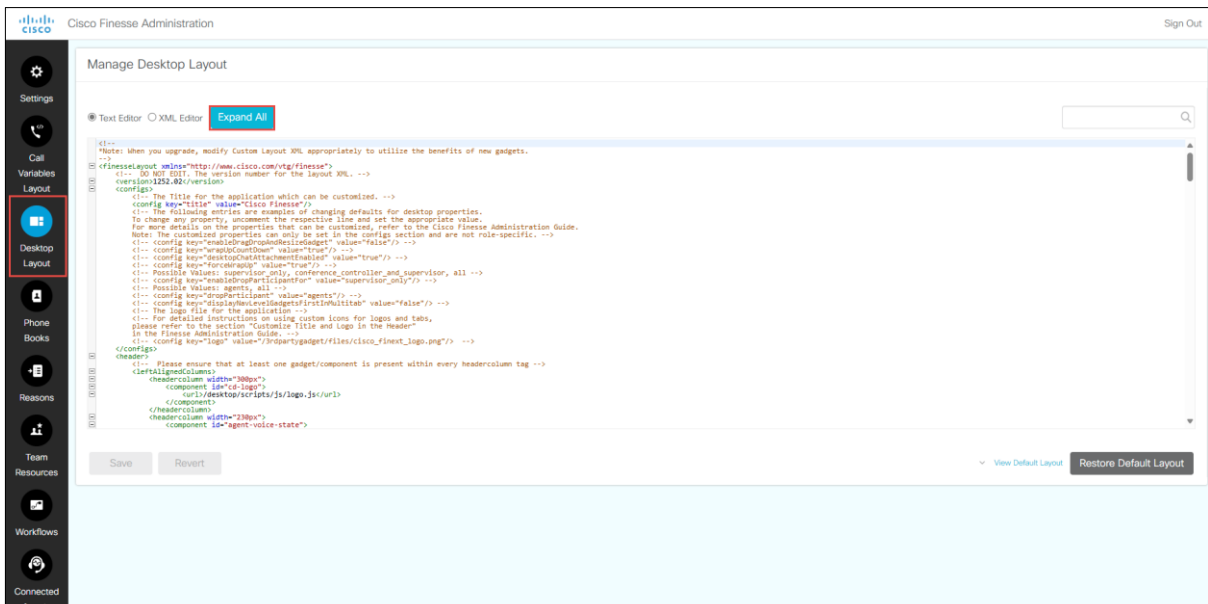 CISCO
Cisco Finesse Administration
Sign Out
Settings
Call
Variables
Layout
Desktop
Layout
Phone
Books
Reasons
Team
Resources
Workflows
Connected
Manage Desktop Layout
Text Editor XML Editor Expand All
<!--
*Note: When you upgrade, modify Custom Layout XML appropriately to utilize the benefits of new gadgets.
-->
<finesseLayout xmlns="http://www.cisco.com/vtg/finesse">
<!-- DO NOT EDIT. The version number for the layout XML. -->
<version>1252.02</version>
<configs>
<!-- The Title for the application which can be customized. -->
<config key="title" value="Cisco Finesse"/>
<!-- The following entries are examples of changing defaults for desktop properties.
To change any property, uncomment the respective line and set the appropriate value.
For more details on the properties that can be customized, refer to the Cisco Finesse Administration Guide.
Note: The customized properties can only be set in the configs section and are not role-specific. -->
<!-- <config key="enableDragDropAndResizeGadget" value="false"/> -->
<!-- <config key="wrapUpCountDown" value="true"/> -->
<!-- <config key="desktopChatAttachmentEnabled" value="true"/> -->
<!-- <config key="forceWrapUp" value="true"/> -->
<!-- Possible Values: supervisor_only, conference_controller_and_supervisor, all -->
<!-- <config key="enableDropParticipantFor" value="supervisor_only"/> -->
<!-- Possible Values: agents, all -->
<!-- <config key="dropParticipant" value="agents"/> -->
<!-- <config key="displayNavLevelGadgetsFirstInMultitab" value="false"/> -->
<!-- The logo file for the application -->
<!-- For detailed instructions on using custom icons for logos and tabs,
please refer to the section "Customize Title and Logo in the Header"
in the Finesse Administration Guide. -->
<!-- <config key="logo" value="/3rdpartygadget/files/cisco_finext_logo.png"/> -->
</configs>
<header>
<!-- Please ensure that at least one gadget/component is present within every headercolumn tag -->
<leftAlignedColumns>
<headercolumn width="300px">
<component id="cd-logo">
<url>/desktop/scripts/js/logo.js</url>
</component>
</headercolumn>
<headercolumn width="230px">
<component id="agent-voice-state">
Save Revert
View Default Layout Restore Default Layout